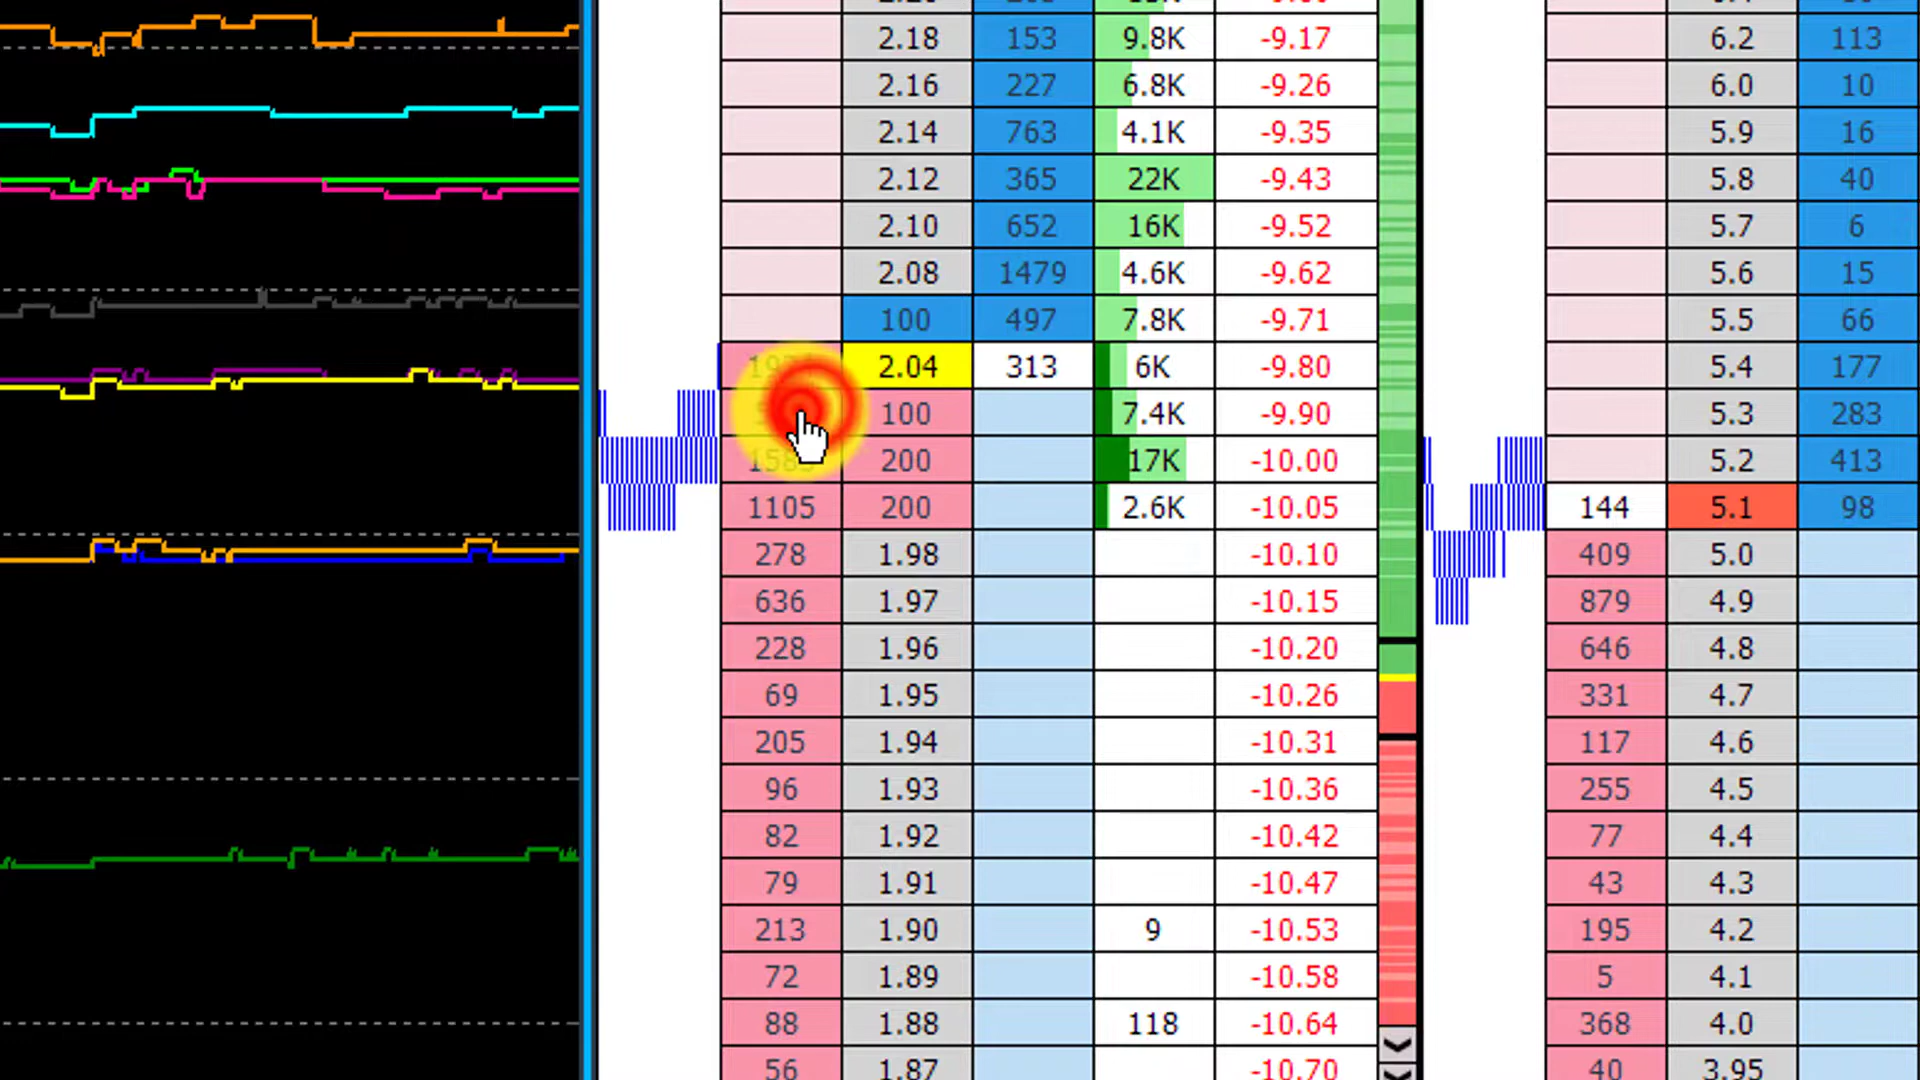 2.18 153 9.8K -9.17 6.2 113
2.16 227 6.8K -9.26 6.0 10
2.14 763 4.1K -9.35 5.9 16
2.12 365 22K -9.43 5.8 40
2.10 652 16K -9.52 5.7 6
2.08 1479 4.6K -9.62 5.6 15
100 497 7.8K -9.71 5.5 66
2.04 313 6K -9.80 5.4 177
100 7.4K -9.90 5.3 283
200 17K -10.00 5.2 413
1105 200 2.6K -10.05 144 5.1 98
278 1.98 -10.10 409 5.0
636 1.97 -10.15 879 4.9
228 1.96 -10.20 646 4.8
69 1.95 -10.26 331 4.7
205 1.94 -10.31 117 4.6
96 1.93 -10.36 255 4.5
82 1.92 -10.42 77 4.4
79 1.91 -10.47 43 4.3
213 1.90 9 -10.53 195 4.2
72 1.89 -10.58 5 4.1
88 1.88 118 -10.64 368 4.0
56 1.87 -10.70 40 3.95